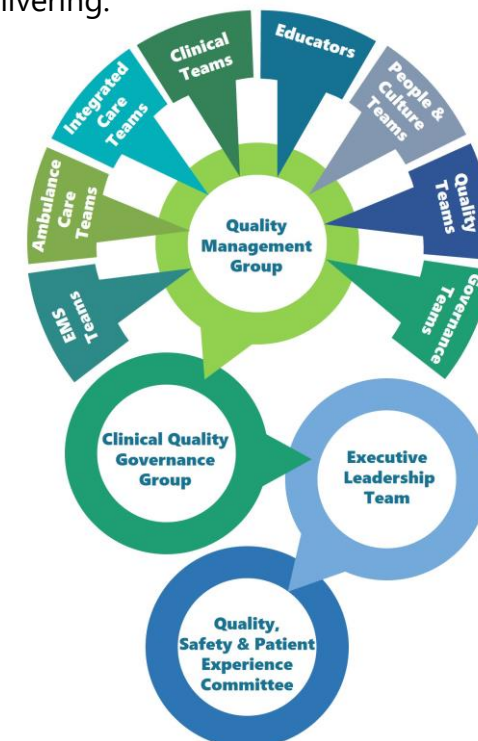 livering.
Clinical
Teams
Educators
Integrated
Care
Teams
People &
Culture
Teams
Ambulance
Care
Teams
Quality
Teams
EMS
Teams
Governance
Teams
Quality
Management
Group
Clinical Quality
Governance
Group
Executive
Leadership
Team
Quality,
Safety & Patient
Experience
Committee